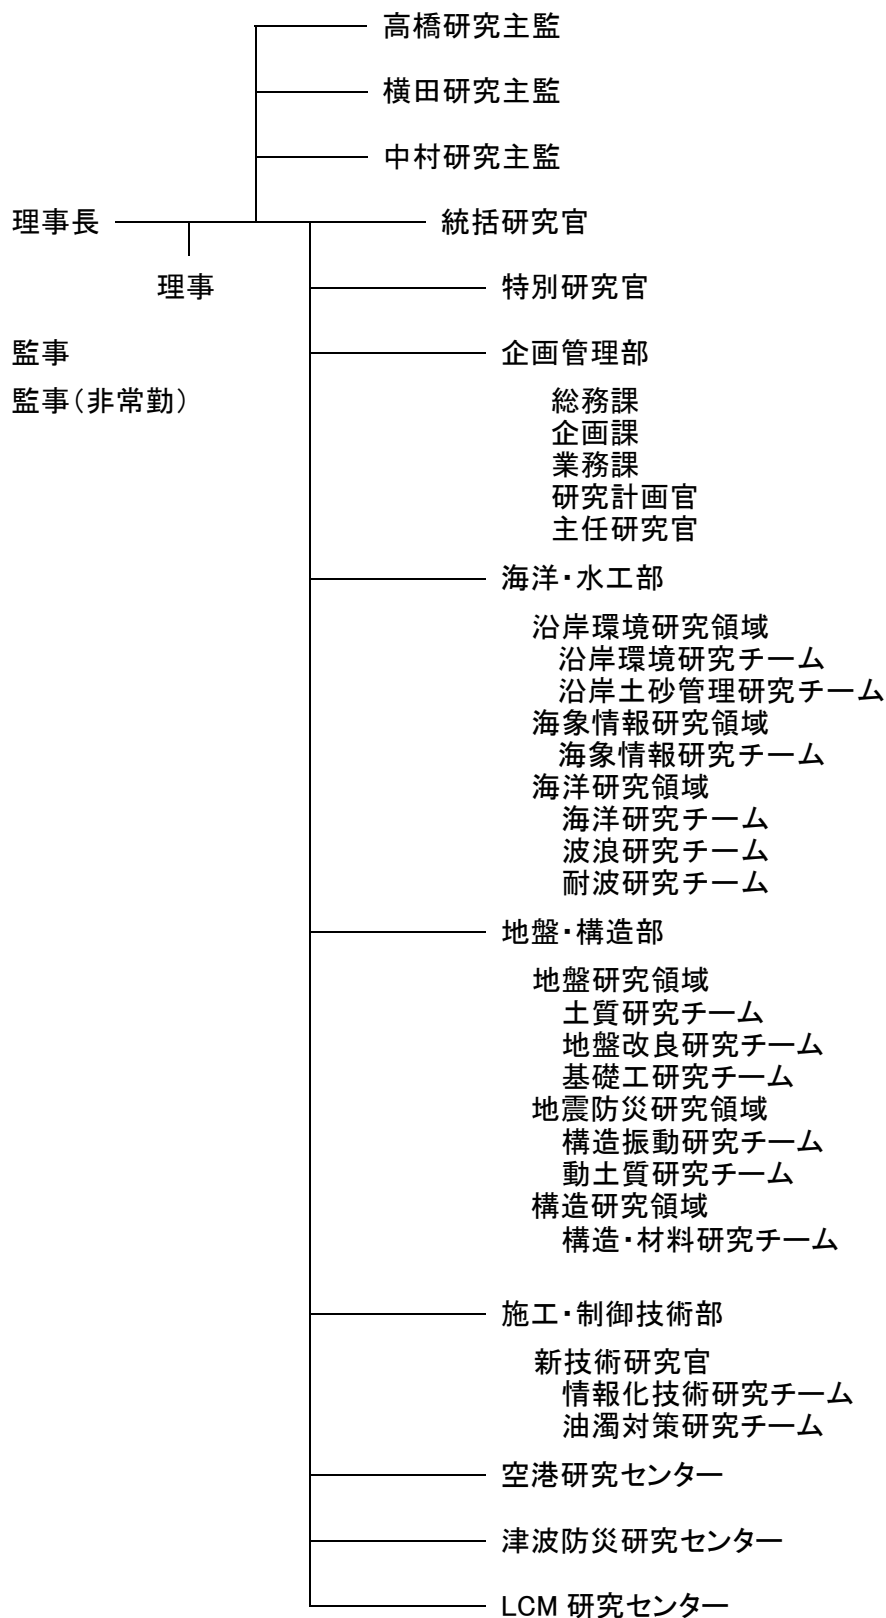 高橋研究主監
横田研究主監
中村研究主監
理事長
統括研究官
理事
特別研究官
監事
企画管理部
監事(非常勤)
総務課
企画課
業務課
研究計画官
主任研究官
海洋・水工部
沿岸環境研究領域
沿岸環境研究チーム
沿岸土砂管理研究チーム
海象情報研究領域
海象情報研究チーム
海洋研究領域
海洋研究チーム
波浪研究チーム
耐波研究チーム
地盤・構造部
地盤研究領域
土質研究チーム
地盤改良研究チーム
基礎工研究チーム
地震防災研究領域
構造振動研究チーム
動土質研究チーム
構造研究領域
構造・材料研究チーム
施工・制御技術部
新技術研究官
情報化技術研究チーム
油濁対策研究チーム
空港研究センター
津波防災研究センター
LCM 研究センター